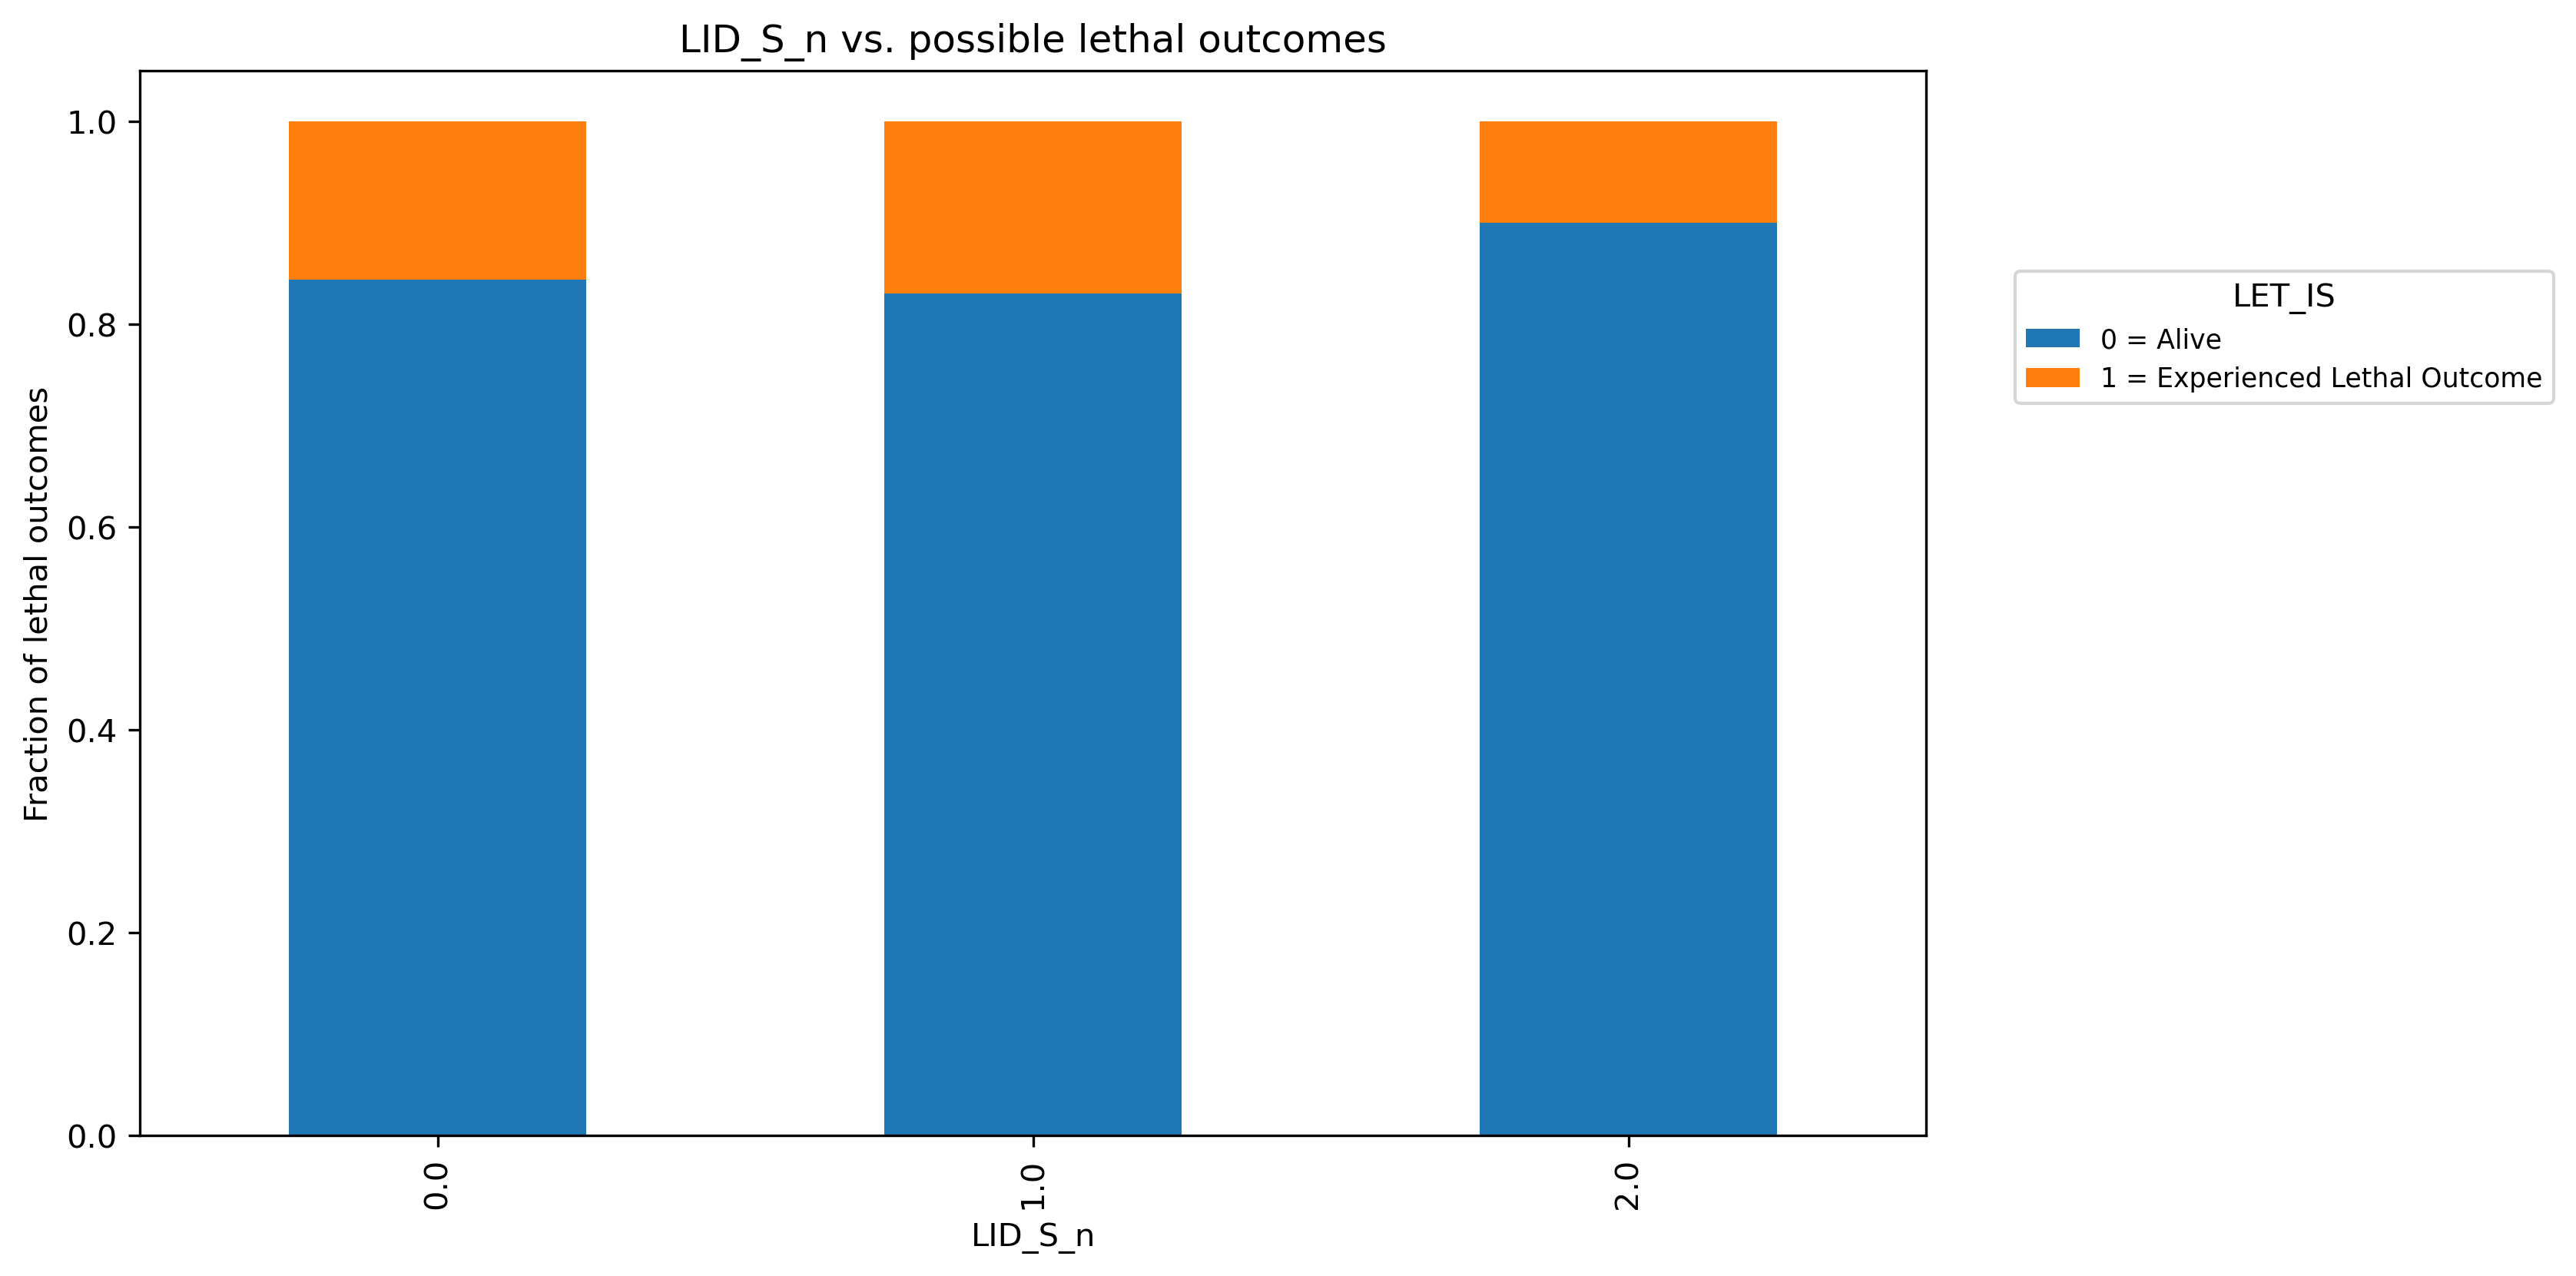 LID_S_n vs. possible lethal outcomes
Fraction of lethal outcomes
1.0
0.8
0.6
0.4
0.2
0.0
0.0
1.0
2.0
LID_S_n
LET_IS
0 = Alive
1 = Experienced Lethal Outcome